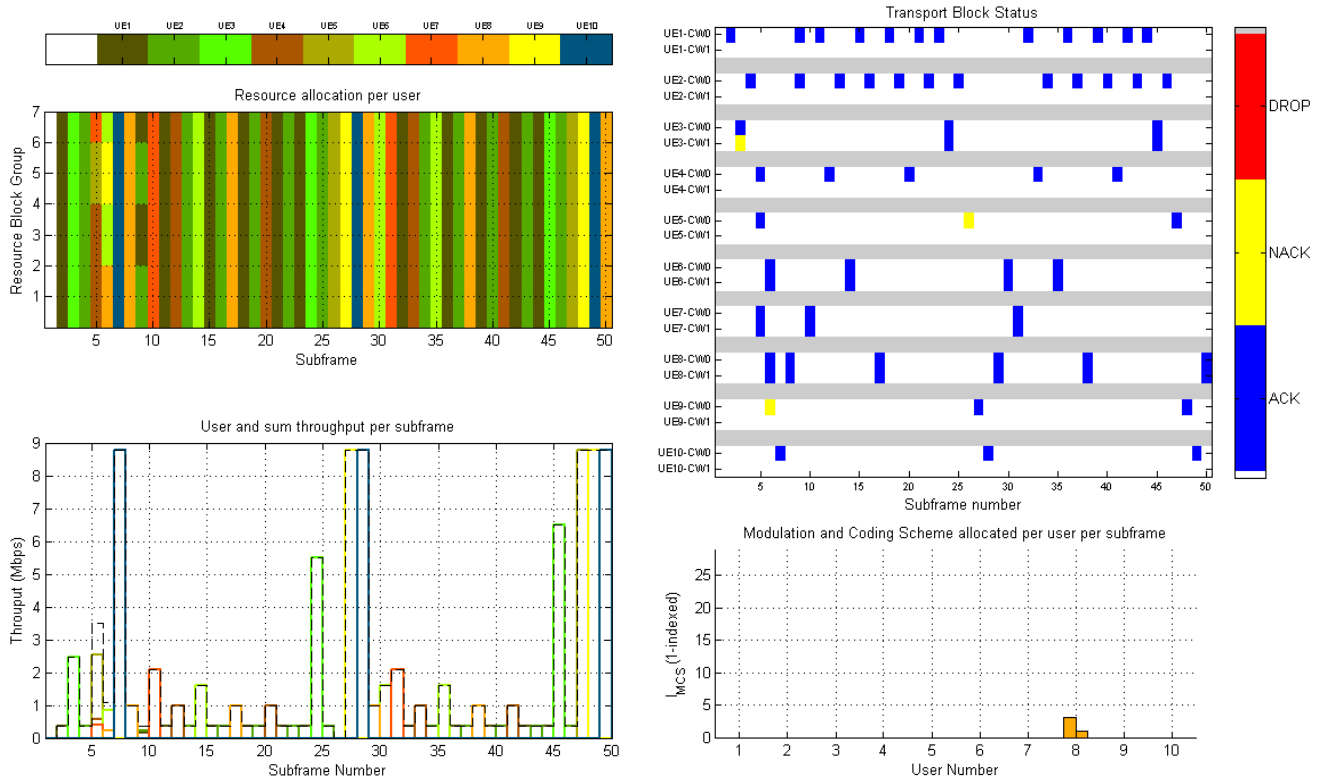 UE1 UE2 UE3 UE4 UE5 UE6 UE7 UE8 UE9 UE10
Resource allocation per user
7
6
5
4
3
2
1
Resource Block Group
5 10 15 20 25 30 35 40 45 50
Subframe
User and sum throughput per subframe
9
8
7
6
5
4
3
2
1
0
Througput (Mbps)
5 10 15 20 25 30 35 40 45 50
Subframe Number
Transport Block Status
UE1-CW0
UE1-CW1
UE2-CW0
UE2-CW1
UE3-CW0
UE3-CW1
UE4-CW0
UE4-CW1
UE5-CW0
UE5-CW1
UE6-CW0
UE6-CW1
UE7-CW0
UE7-CW1
UE8-CW0
UE8-CW1
UE9-CW0
UE9-CW1
UE10-CW0
UE10-CW1
5 10 15 20 25 30 35 40 45 50
Subframe number
DROP
NACK
ACK
Modulation and Coding Scheme allocated per user per subframe
25
20
15
10
5
0
I_MCS (1-indexed)
1 2 3 4 5 6 7 8 9 10
User Number